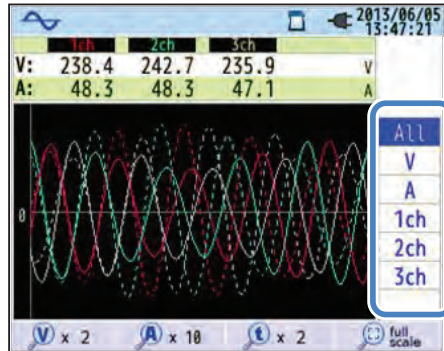 2013/06/05
13:47:21
1ch 2ch 3ch
V: 238.4 242.7 235.9 V
A: 48.3 48.3 47.1 A
0
All
V
A
1ch
2ch
3ch
V x 2 A x 10 t x 2 full scale